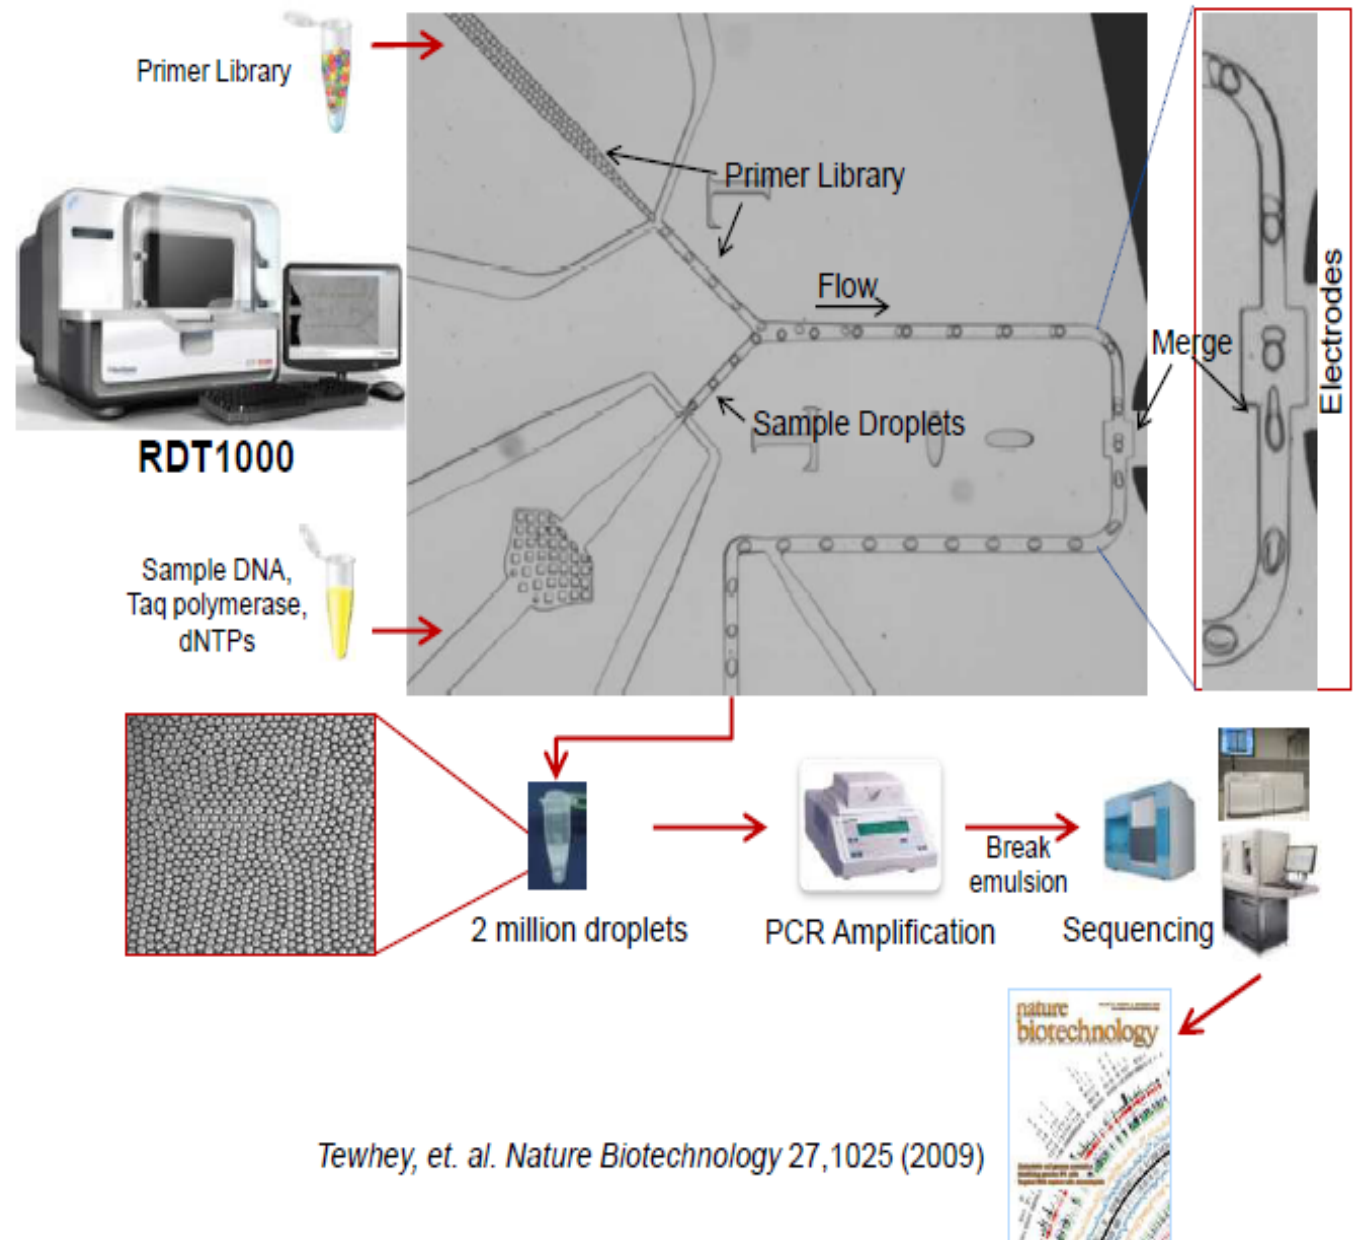 Primer Library
Primer Library
Flow
Merge
Electrodes
Sample Droplets
RDT1000
Sample DNA,
Taq polymerase,
dNTPs
2 million droplets
PCR Amplification
Break
emulsion
Sequencing
nature
biotechnology
Tewhey, et. al. Nature Biotechnology 27,1025 (2009)